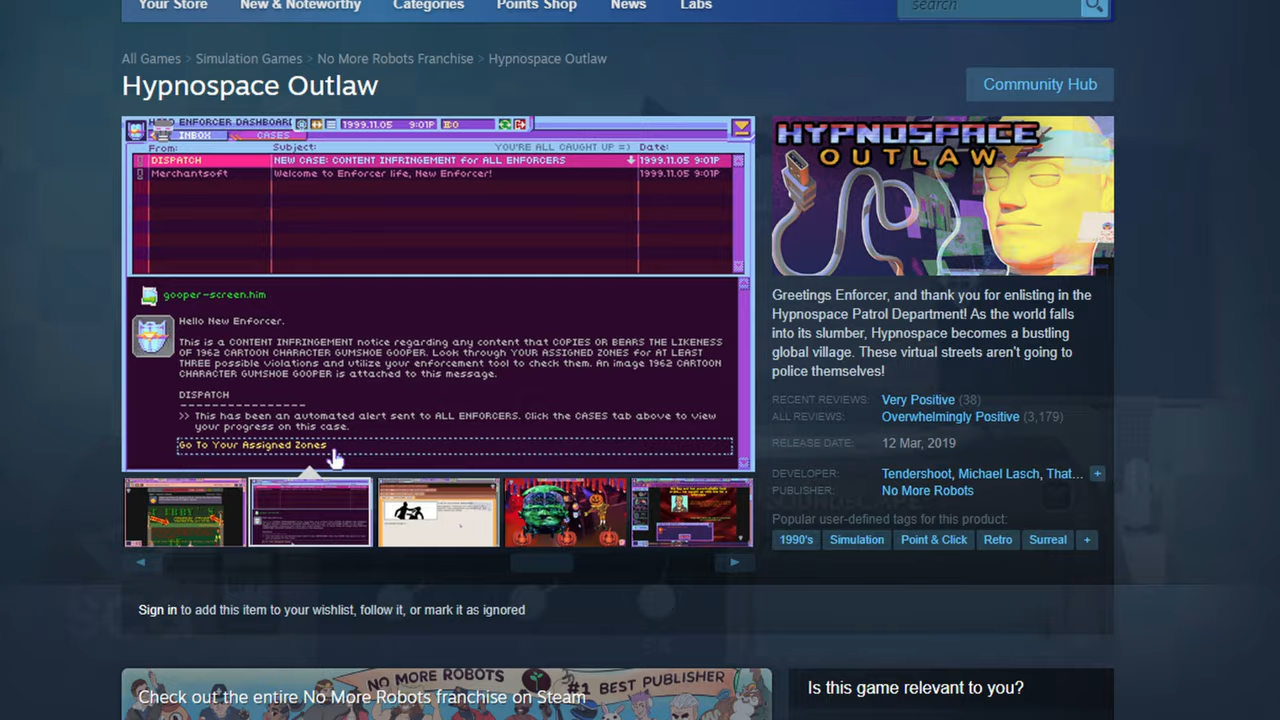 Your Store New & Noteworthy Categories Points Shop News Labs search
All Games > Simulation Games > No More Robots Franchise > Hypnospace Outlaw
Hypnospace Outlaw
Community Hub
ENFORCER DASHBOARD 1999.11.05 9:01P
INBOX CASES
From: Subject: YOU'RE ALL CAUGHT UP =) Date:
DISPATCH NEW CASE: CONTENT INFRINGEMENT for ALL ENFORCERS 1999.11.05 9:01P
Merchantsoft Welcome to Enforcer life, New Enforcer! 1999.11.05 9:01P
gooper-screen.him
Hello New Enforcer.
This is a CONTENT INFRINGEMENT notice regarding any content that COPIES OR BEARS THE LIKENESS
OF 1962 CARTOON CHARACTER GUMSHOE GOOPER. Look through YOUR ASSIGNED ZONES for AT LEAST
THREE possible violations and utilize your enforcement tool to check them. An image 1962 CARTOON
CHARACTER GUMSHOE GOOPER is attached to this message.
DISPATCH
-----------------
>> This has been an automated alert sent to ALL ENFORCERS. Click the CASES tab above to view
your progress on this case.
Go To Your Assigned Zones
HYPNOSPACE
OUTLAW
Greetings Enforcer, and thank you for enlisting in the
Hypnospace Patrol Department! As the world falls
into its slumber, Hypnospace becomes a bustling
global village. These virtual streets aren't going to
police themselves!
RECENT REVIEWS: Very Positive (38)
ALL REVIEWS: Overwhelmingly Positive (3,179)
RELEASE DATE: 12 Mar, 2019
DEVELOPER: Tendershoot, Michael Lasch, That... +
PUBLISHER: No More Robots
Popular user-defined tags for this product:
1990's Simulation Point & Click Retro Surreal +
Sign in to add this item to your wishlist, follow it, or mark it as ignored
NO MORE ROBOTS #1 BEST PUBLISHER
Check out the entire No More Robots franchise on Steam
Is this game relevant to you?